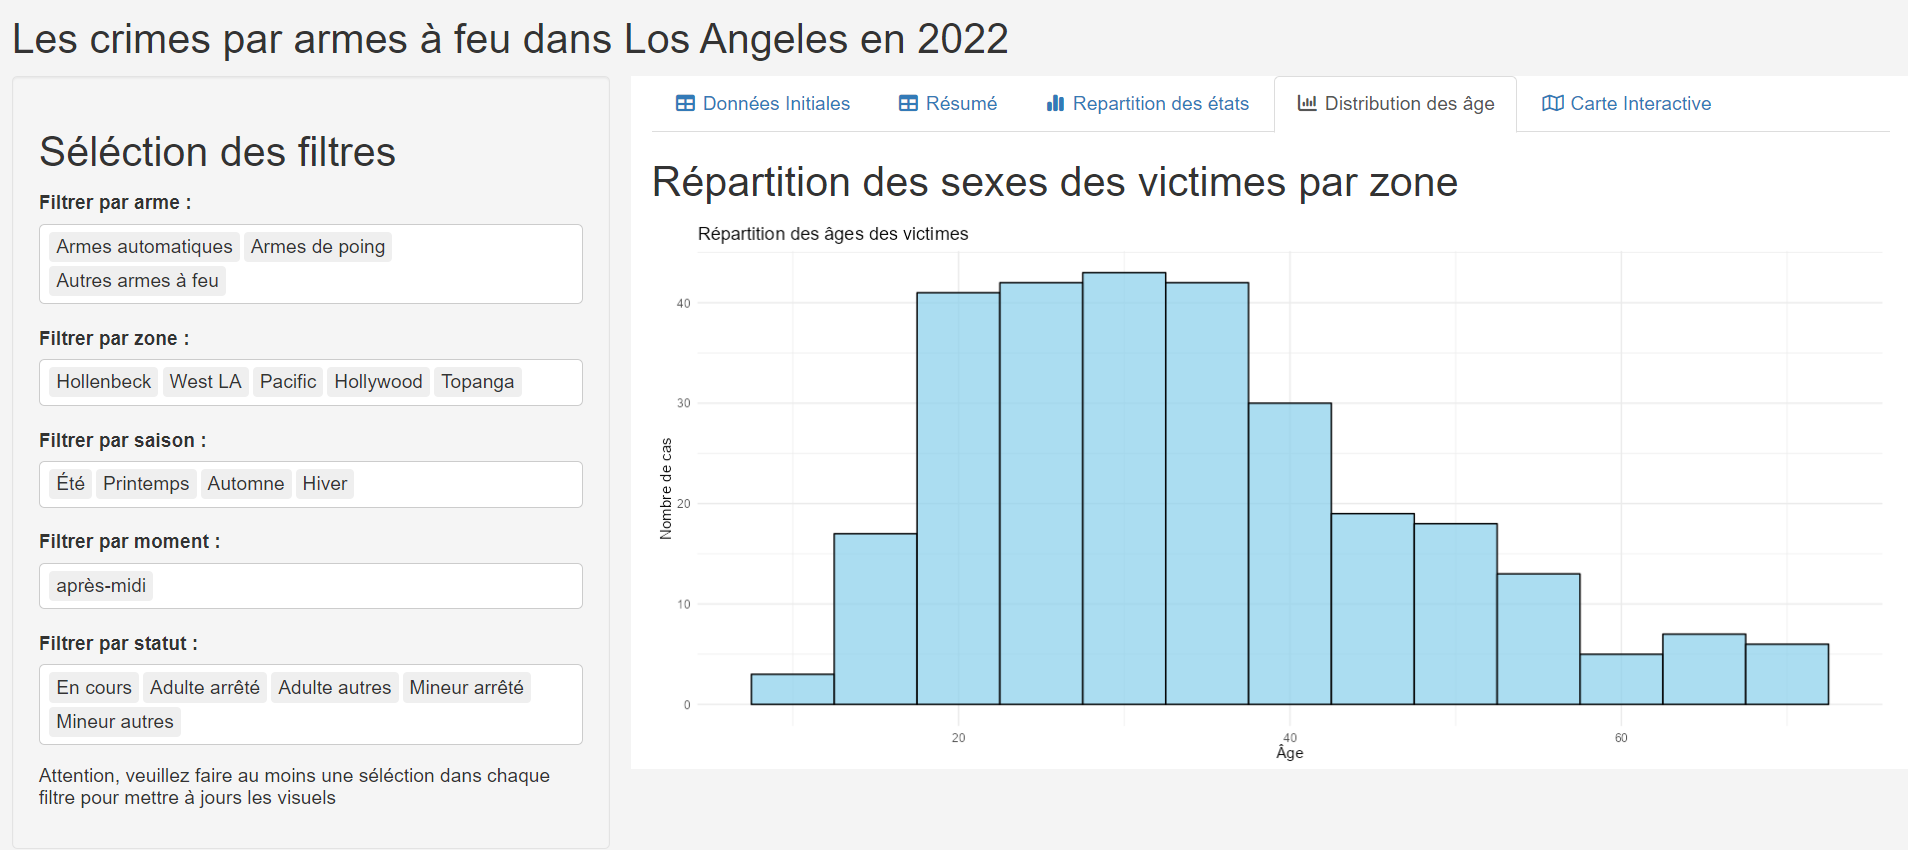 Les crimes par armes à feu dans Los Angeles en 2022
Séléction des filtres
Filtrer par arme :
Armes automatiques Armes de poing
Autres armes à feu
Filtrer par zone :
Hollenbeck West LA Pacific Hollywood Topanga
Filtrer par saison :
Été Printemps Automne Hiver
Filtrer par moment :
après-midi
Filtrer par statut :
En cours Adulte arrêté Adulte autres Mineur arrêté
Mineur autres
Attention, veuillez faire au moins une séléction dans chaque
filtre pour mettre à jours les visuels
Données Initiales Résumé Repartition des états Distribution des âge Carte Interactive
Répartition des sexes des victimes par zone
Répartition des âges des victimes
Nombre de cas
40
30
20
10
0
20 40 60
Âge